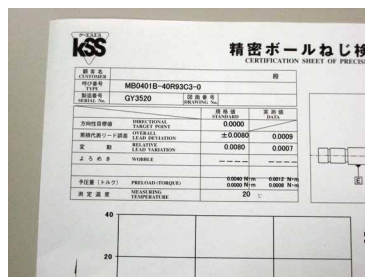 KSS
精密ボールねじ検
CERTIFICATION SHEET OF PRECIS
顧客名 CUSTOMER 殿
呼び番号 TYPE MB0401B-40R93C3-0
製造番号 SERIAL No. GY3520 図面番号 DRAWING No.
規格値 STANDARD 実測値 DATA
方向性目標値 DIRECTIONAL TARGET POINT 0.0000
累積代表リード誤差 OVERALL LEAD DEVIATION ±0.0080 0.0009
変動 RELATIVE LEAD VARIATION 0.0080 0.0007
よろめき WOBBLE ---- ----
予圧量(トルク) PRELOAD(TORQUE) 0.0040 N·m 0.0012 N·m
0.0000 N·m 0.0008 N·m
測定温度 MEASURING TEMPERATURE 20 ℃
E
40
20